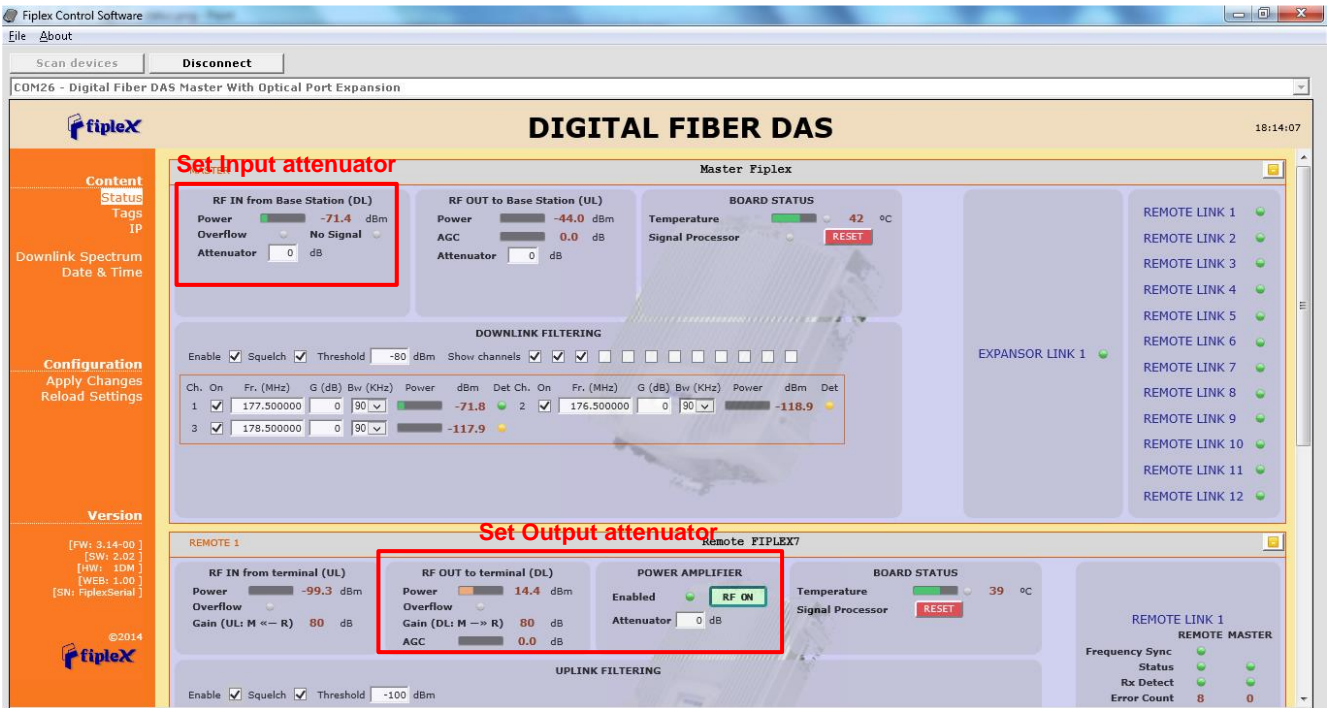 Fiplex Control Software
File About
Scan devices Disconnect
COM26 - Digital Fiber DAS Master With Optical Port Expansion
fipleX DIGITAL FIBER DAS 18:14:07
Set Input attenuator
Master Fiplex
Content
Status
Tags
IP
Downlink Spectrum
Date & Time
Configuration
Apply Changes
Reload Settings
Version
[FW: 3.14-00 ]
[SW: 2.02 ]
[HW: 1DM ]
[WEB: 1.00 ]
[SN: FiplexSerial ]
©2014
fipleX
RF IN from Base Station (DL)
Power -71.4 dBm
Overflow No Signal
Attenuator 0 dB
RF OUT to Base Station (UL)
Power -44.0 dBm
AGC 0.0 dB
Attenuator 0 dB
BOARD STATUS
Temperature 42 ºC
Signal Processor RESET
DOWNLINK FILTERING
Enable Squelch Threshold -80 dBm Show channels
Ch. On Fr. (MHz) G (dB) Bw (KHz) Power dBm Det Ch. On Fr. (MHz) G (dB) Bw (KHz) Power dBm Det
1 177.500000 0 90 -71.8 2 176.500000 0 90 -118.9
3 178.500000 0 90 -117.9
EXPANSOR LINK 1
REMOTE LINK 1
REMOTE LINK 2
REMOTE LINK 3
REMOTE LINK 4
REMOTE LINK 5
REMOTE LINK 6
REMOTE LINK 7
REMOTE LINK 8
REMOTE LINK 9
REMOTE LINK 10
REMOTE LINK 11
REMOTE LINK 12
Set Output attenuator
REMOTE 1 Remote FIPLEX7
RF IN from terminal (UL)
Power -99.3 dBm
Overflow
Gain (UL: M «— R) 80 dB
RF OUT to terminal (DL)
Power 14.4 dBm
Overflow
Gain (DL: M —» R) 80 dB
AGC 0.0 dB
POWER AMPLIFIER
Enabled RF ON
Attenuator 0 dB
BOARD STATUS
Temperature 39 ºC
Signal Processor RESET
UPLINK FILTERING
Enable Squelch Threshold -100 dBm
REMOTE LINK 1
REMOTE MASTER
Frequency Sync
Status
Rx Detect
Error Count 8 0